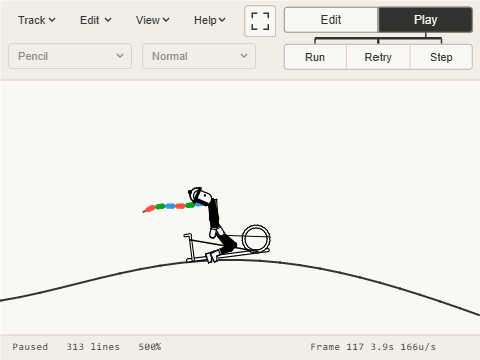 Track Edit View Help Edit Play
Pencil Normal Run Retry Step
Paused 313 lines 500% Frame 117 3.9s 166u/s